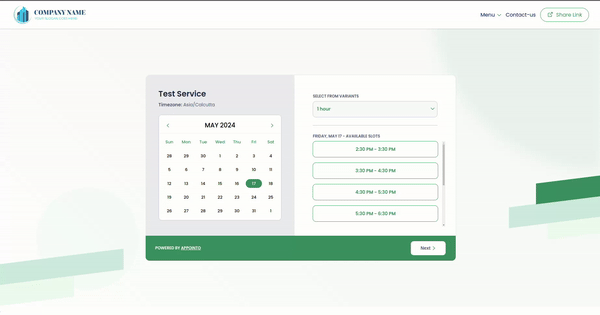 COMPANY NAME
Menu
Contact-us
Share Link
Test Service
Timezone: Asia/Calcutta
MAY 2024
Sun Mon Tue Wed Thu Fri Sat
28 29 30 1 2 3 4
5 6 7 8 9 10 11
12 13 14 15 16 17 18
19 20 21 22 23 24 25
26 27 28 29 30 31 1
SELECT FROM VARIANTS
1 hour
FRIDAY, MAY 17 - AVAILABLE SLOTS
2:30 PM - 3:30 PM
3:30 PM - 4:30 PM
4:30 PM - 5:30 PM
5:30 PM - 6:30 PM
POWERED BY APPOINTO
Next